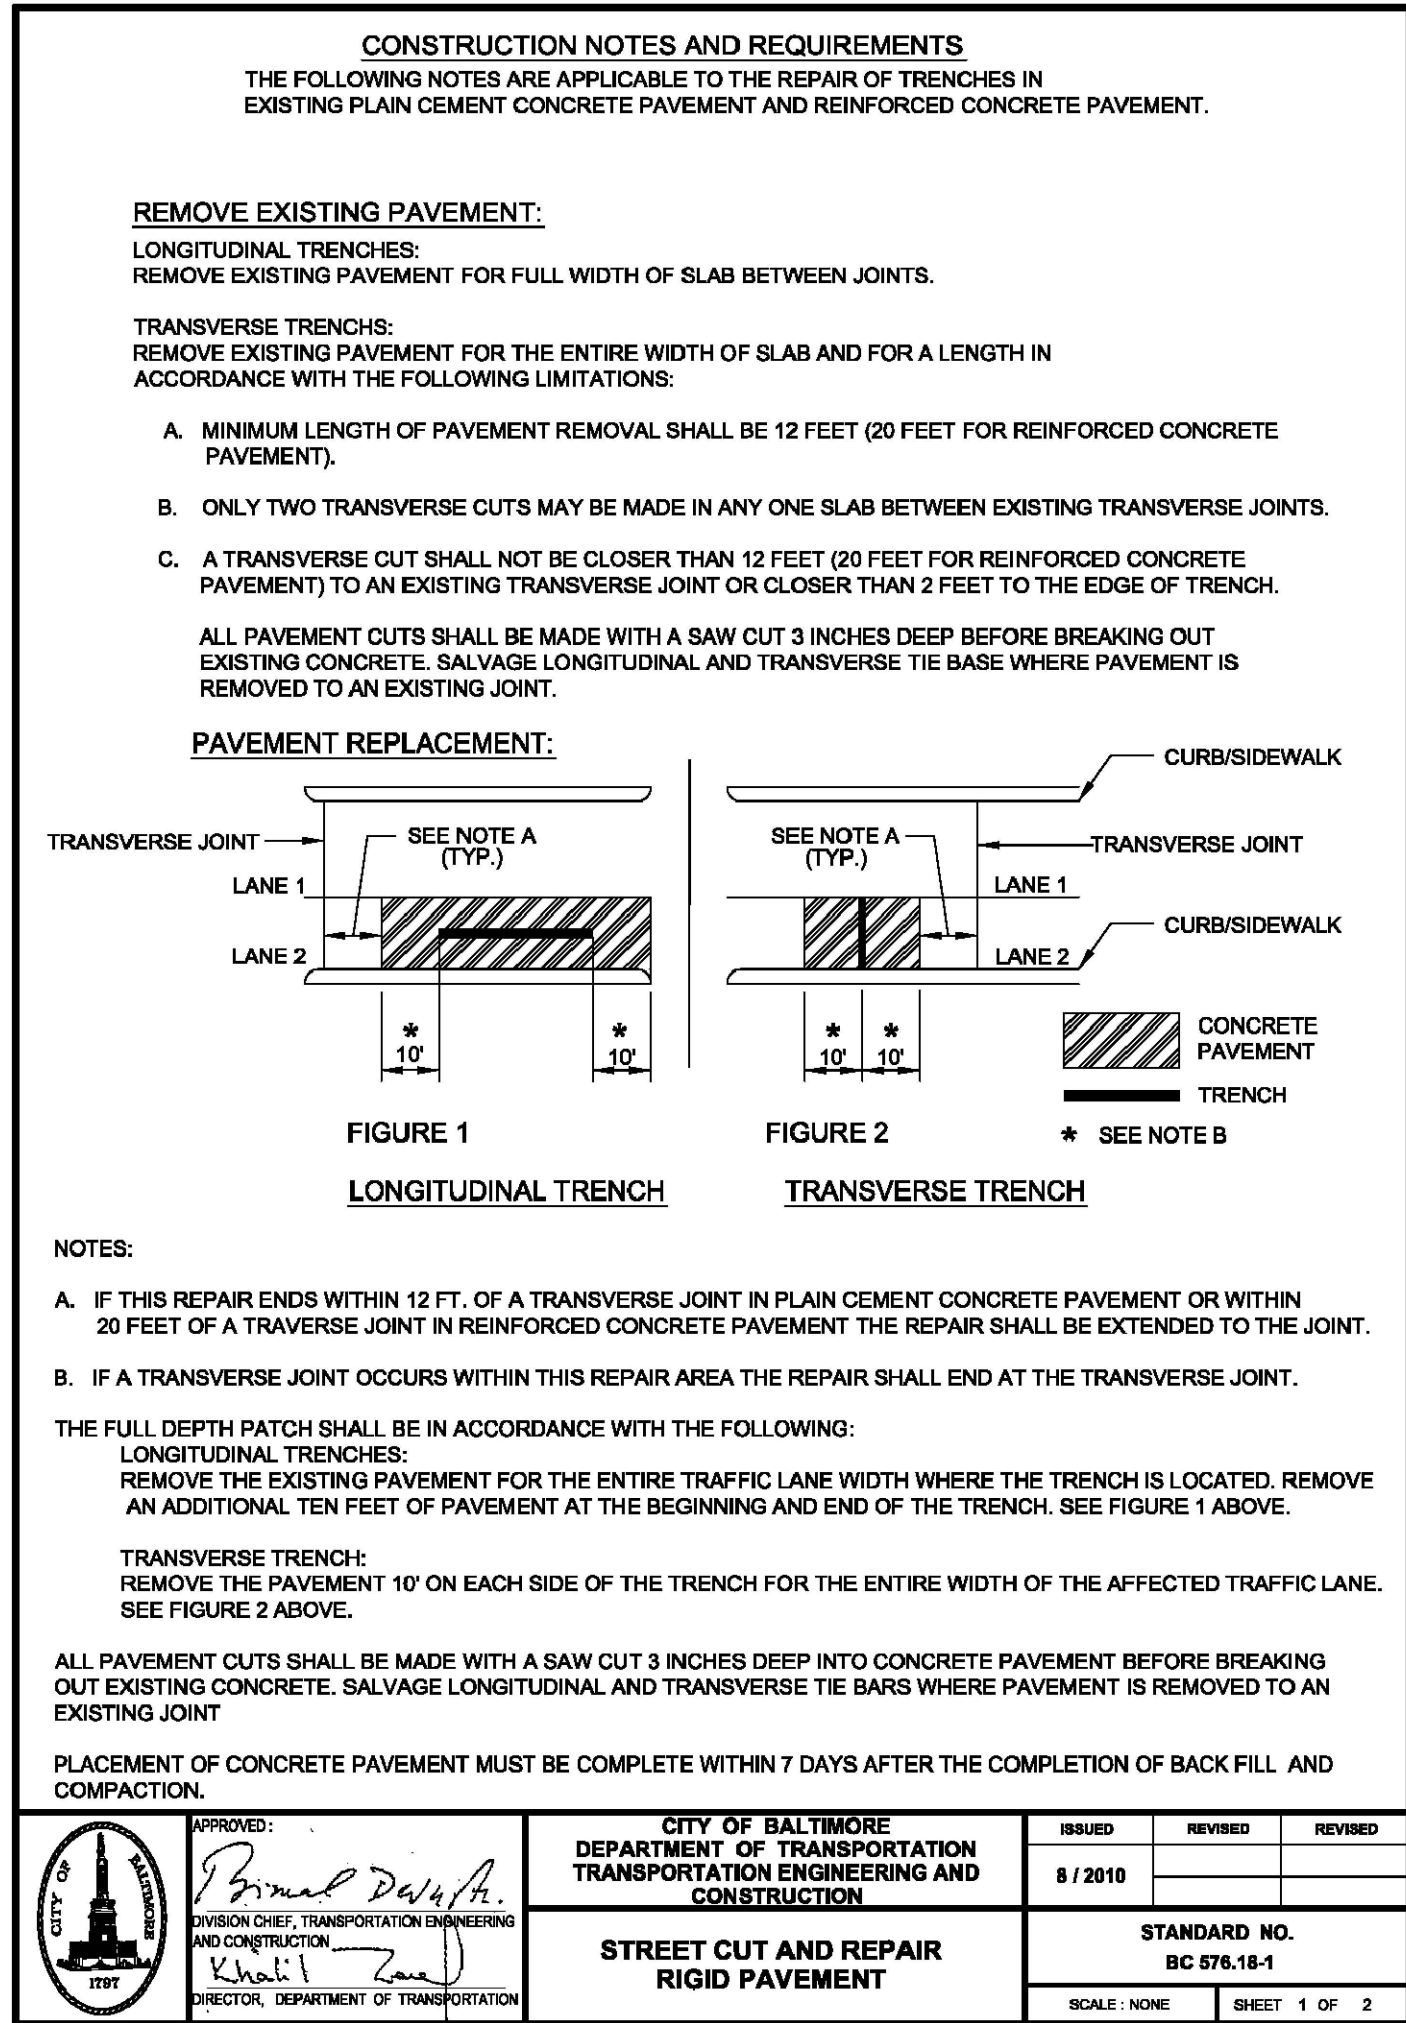 CONSTRUCTION NOTES AND REQUIREMENTS
THE FOLLOWING NOTES ARE APPLICABLE TO THE REPAIR OF TRENCHES IN
EXISTING PLAIN CEMENT CONCRETE PAVEMENT AND REINFORCED CONCRETE PAVEMENT.
REMOVE EXISTING PAVEMENT:
LONGITUDINAL TRENCHES:
REMOVE EXISTING PAVEMENT FOR FULL WIDTH OF SLAB BETWEEN JOINTS.
TRANSVERSE TRENCHS:
REMOVE EXISTING PAVEMENT FOR THE ENTIRE WIDTH OF SLAB AND FOR A LENGTH IN
ACCORDANCE WITH THE FOLLOWING LIMITATIONS:
A. MINIMUM LENGTH OF PAVEMENT REMOVAL SHALL BE 12 FEET (20 FEET FOR REINFORCED CONCRETE
PAVEMENT).
B. ONLY TWO TRANSVERSE CUTS MAY BE MADE IN ANY ONE SLAB BETWEEN EXISTING TRANSVERSE JOINTS.
C. A TRANSVERSE CUT SHALL NOT BE CLOSER THAN 12 FEET (20 FEET FOR REINFORCED CONCRETE
PAVEMENT) TO AN EXISTING TRANSVERSE JOINT OR CLOSER THAN 2 FEET TO THE EDGE OF TRENCH.
ALL PAVEMENT CUTS SHALL BE MADE WITH A SAW CUT 3 INCHES DEEP BEFORE BREAKING OUT
EXISTING CONCRETE. SALVAGE LONGITUDINAL AND TRANSVERSE TIE BASE WHERE PAVEMENT IS
REMOVED TO AN EXISTING JOINT.
PAVEMENT REPLACEMENT:
TRANSVERSE JOINT
SEE NOTE A
(TYP.)
LANE 1
LANE 2
*
10'
*
10'
FIGURE 1
LONGITUDINAL TRENCH
CURB/SIDEWALK
SEE NOTE A
(TYP.)
TRANSVERSE JOINT
LANE 1
CURB/SIDEWALK
LANE 2
*
10'
*
10'
FIGURE 2
TRANSVERSE TRENCH
CONCRETE
PAVEMENT
TRENCH
* SEE NOTE B
NOTES:
A. IF THIS REPAIR ENDS WITHIN 12 FT. OF A TRANSVERSE JOINT IN PLAIN CEMENT CONCRETE PAVEMENT OR WITHIN
20 FEET OF A TRAVERSE JOINT IN REINFORCED CONCRETE PAVEMENT THE REPAIR SHALL BE EXTENDED TO THE JOINT.
B. IF A TRANSVERSE JOINT OCCURS WITHIN THIS REPAIR AREA THE REPAIR SHALL END AT THE TRANSVERSE JOINT.
THE FULL DEPTH PATCH SHALL BE IN ACCORDANCE WITH THE FOLLOWING:
LONGITUDINAL TRENCHES:
REMOVE THE EXISTING PAVEMENT FOR THE ENTIRE TRAFFIC LANE WIDTH WHERE THE TRENCH IS LOCATED. REMOVE
AN ADDITIONAL TEN FEET OF PAVEMENT AT THE BEGINNING AND END OF THE TRENCH. SEE FIGURE 1 ABOVE.
TRANSVERSE TRENCH:
REMOVE THE PAVEMENT 10' ON EACH SIDE OF THE TRENCH FOR THE ENTIRE WIDTH OF THE AFFECTED TRAFFIC LANE.
SEE FIGURE 2 ABOVE.
ALL PAVEMENT CUTS SHALL BE MADE WITH A SAW CUT 3 INCHES DEEP INTO CONCRETE PAVEMENT BEFORE BREAKING
OUT EXISTING CONCRETE. SALVAGE LONGITUDINAL AND TRANSVERSE TIE BARS WHERE PAVEMENT IS REMOVED TO AN
EXISTING JOINT
PLACEMENT OF CONCRETE PAVEMENT MUST BE COMPLETE WITHIN 7 DAYS AFTER THE COMPLETION OF BACK FILL AND
COMPACTION.
CITY OF BALTIMORE
1797
APPROVED:
DIVISION CHIEF, TRANSPORTATION ENGINEERING
AND CONSTRUCTION
Khalil
DIRECTOR, DEPARTMENT OF TRANSPORTATION
CITY OF BALTIMORE
DEPARTMENT OF TRANSPORTATION
TRANSPORTATION ENGINEERING AND
CONSTRUCTION
STREET CUT AND REPAIR
RIGID PAVEMENT
ISSUED
REVISED
REVISED
8 / 2010
STANDARD NO.
BC 576.18-1
SCALE : NONE
SHEET 1 OF 2